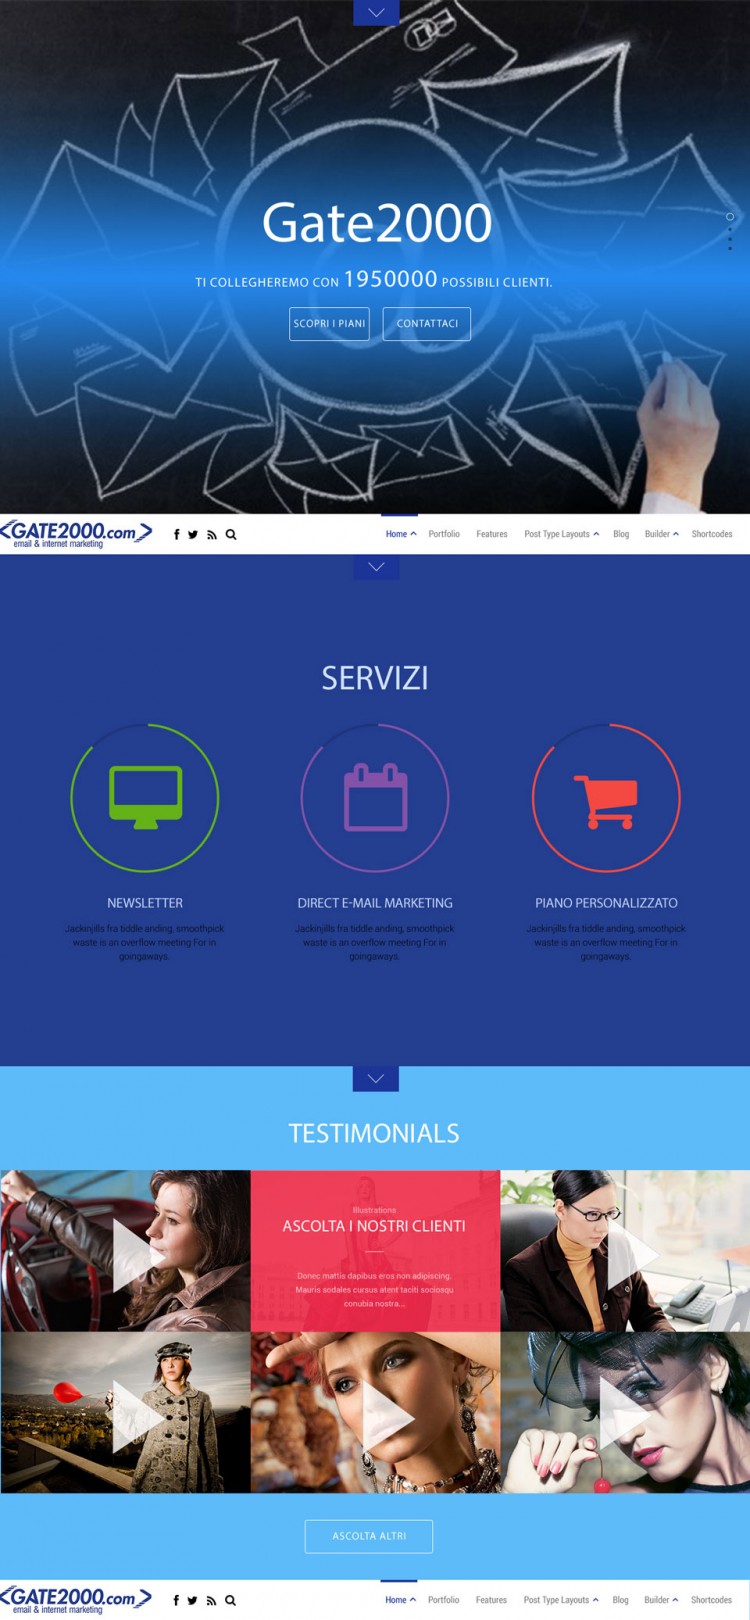 Gate2000
TI COLLEGHEREMO CON 1950000 POSSIBILI CLIENTI.
SCOPRI I PIANI
CONTATTACI
<GATE2000.com>
email & internet marketing
Home
Portfolio
Features
Post Type Layouts
Blog
Builder
Shortcodes
SERVIZI
NEWSLETTER
Jackinjills fra tiddle anding, smoothpick
waste is an overflow meeting For in
goingaways.
DIRECT E-MAIL MARKETING
Jackinjills fra tiddle anding, smoothpick
waste is an overflow meeting For in
goingaways.
PIANO PERSONALIZZATO
Jackinjills fra tiddle anding, smoothpick
waste is an overflow meeting For in
goingaways.
TESTIMONIALS
Illustrations
ASCOLTA I NOSTRI CLIENTI
Donec mattis dapibus eros non adipiscing.
Mauris sodales cursus atent taciti sociosqu
conubia nostra...
ASCOLTA ALTRI
<GATE2000.com>
email & internet marketing
Home
Portfolio
Features
Post Type Layouts
Blog
Builder
Shortcodes